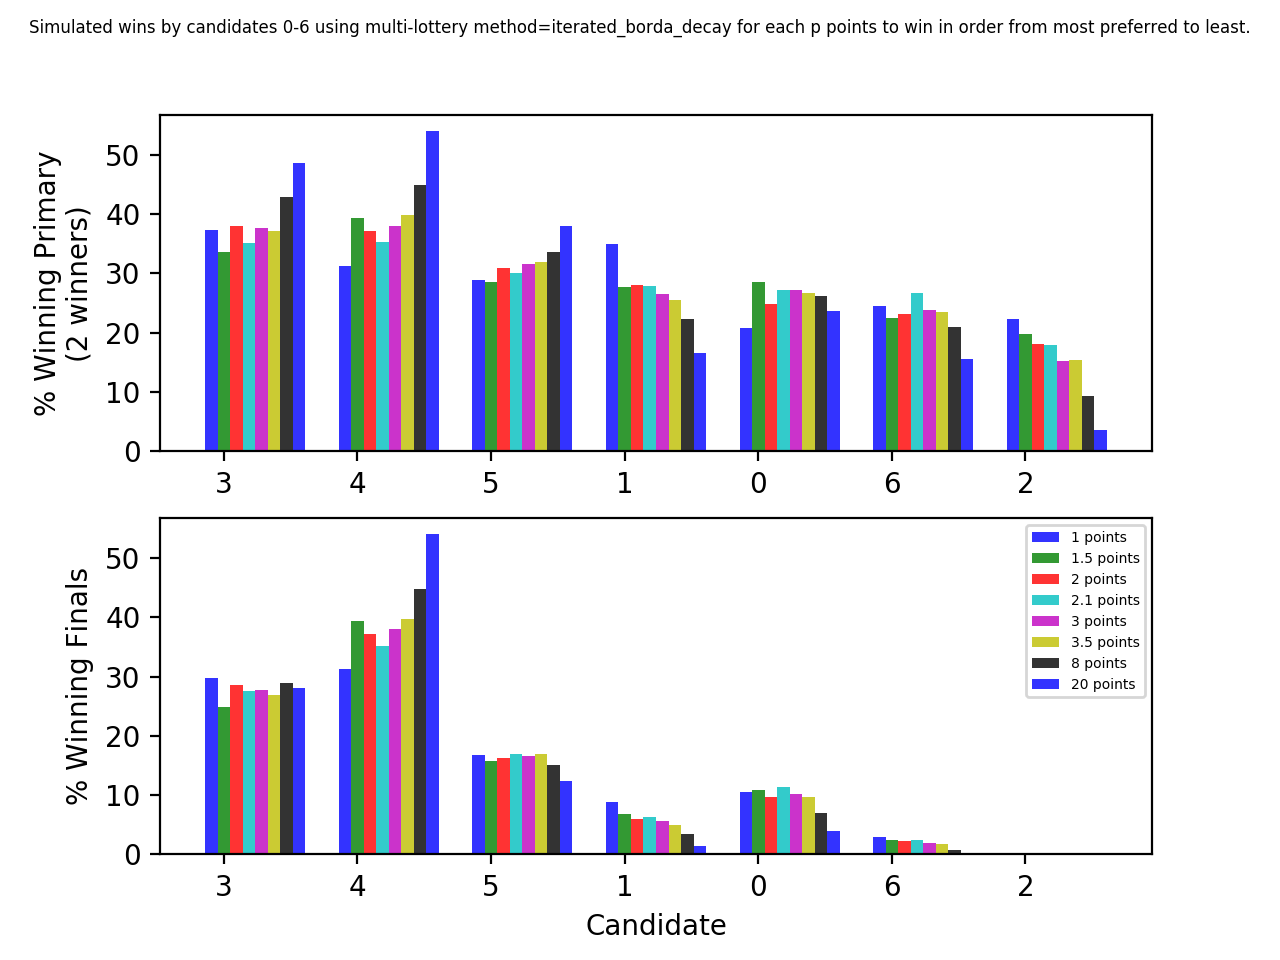 Simulated wins by candidates 0-6 using multi-lottery method=iterated_borda_decay for each p points to win in order from most preferred to least.
% Winning Primary
(2 winners)
50
40
30
20
10
0
3 4 5 1 0 6 2
% Winning Finals
50
40
30
20
10
0
1 points
1.5 points
2 points
2.1 points
3 points
3.5 points
8 points
20 points
3 4 5 1 0 6 2
Candidate